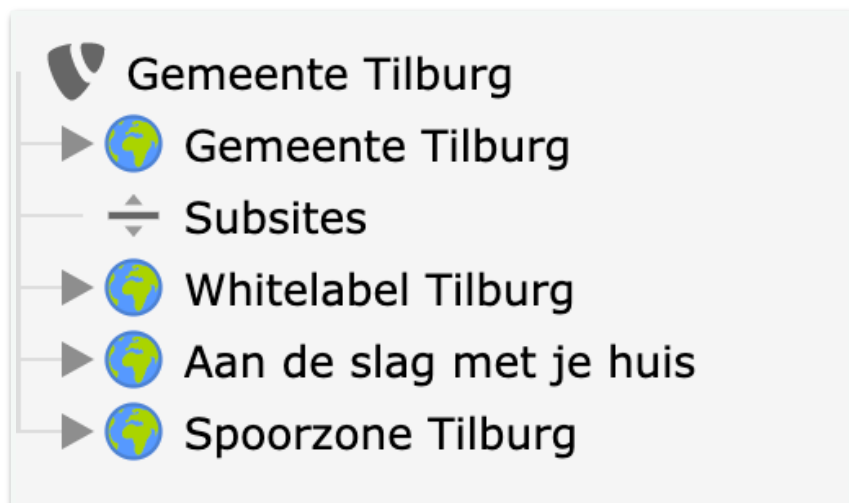 Gemeente Tilburg
Gemeente Tilburg
Subsites
Whitelabel Tilburg
Aan de slag met je huis
Spoorzone Tilburg